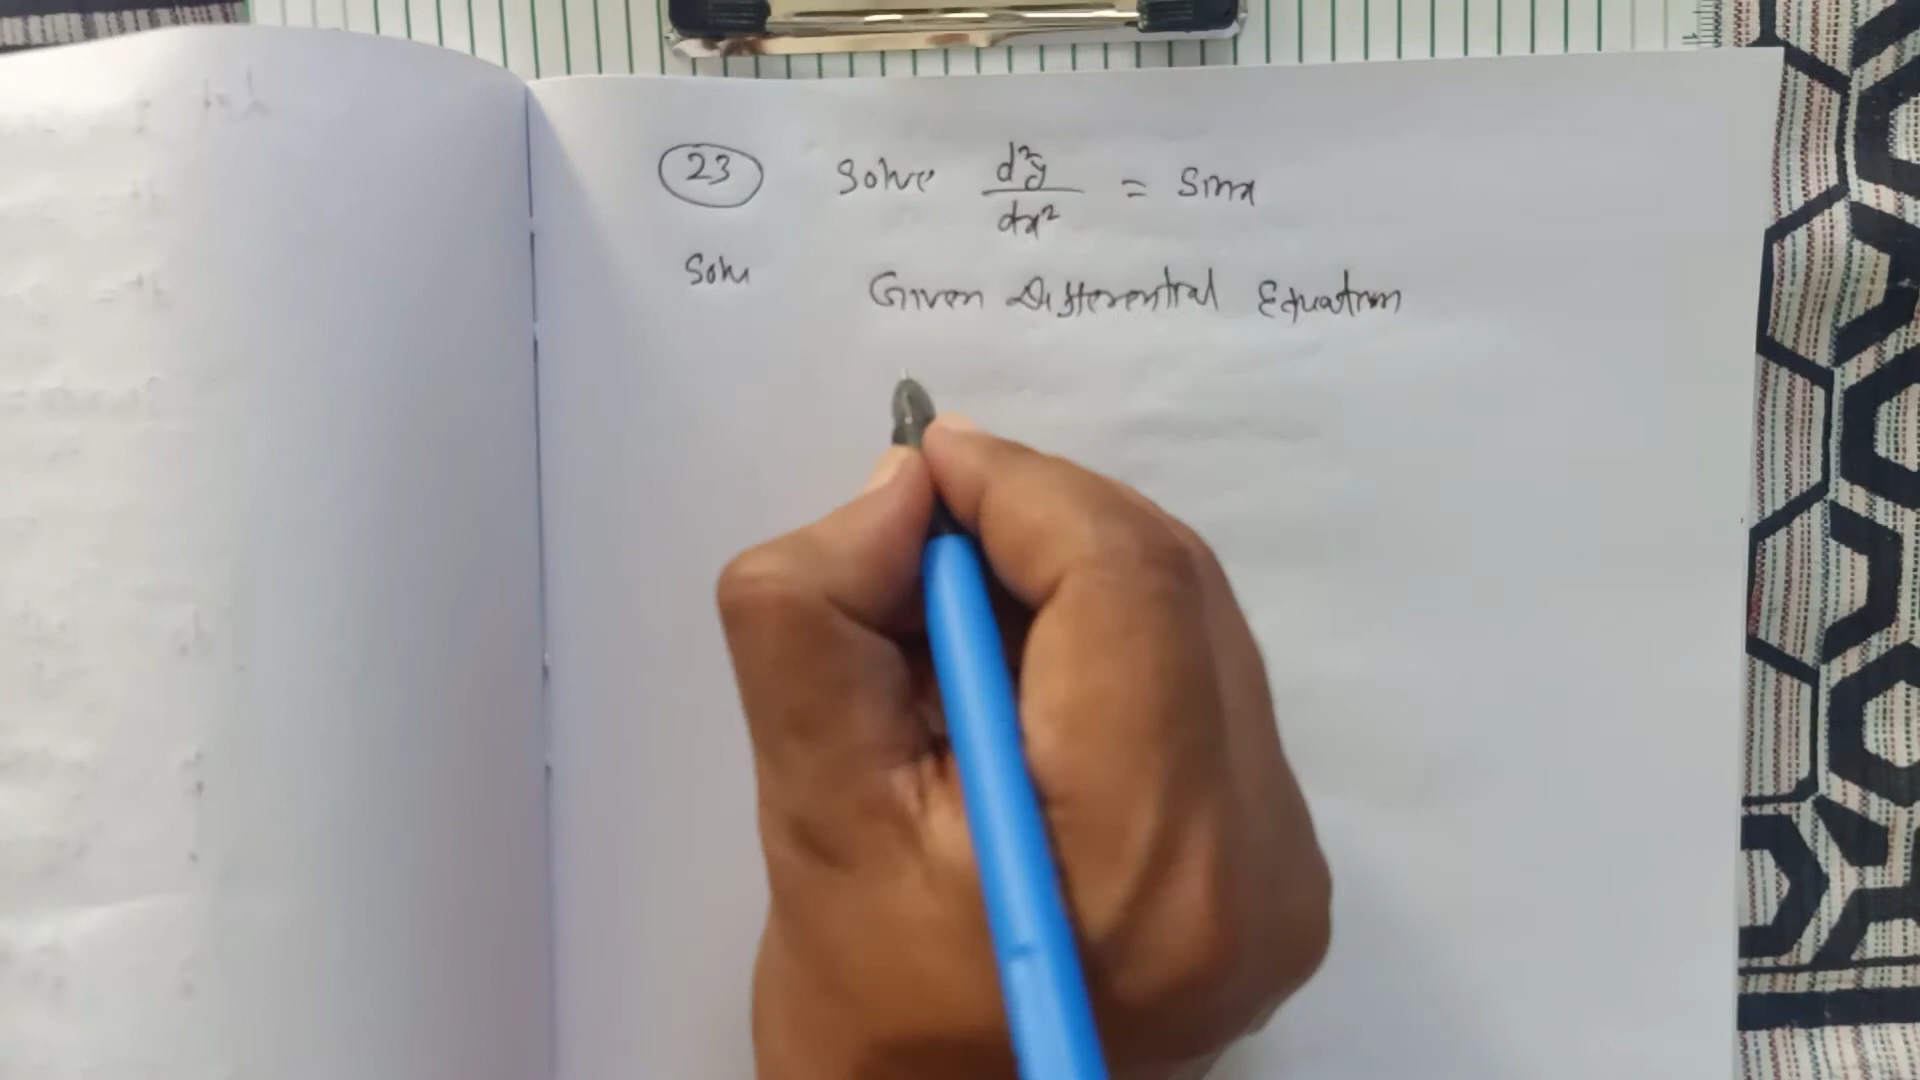 23 Solve d²y/dx² = Sinx
Soln Given Differential Equation